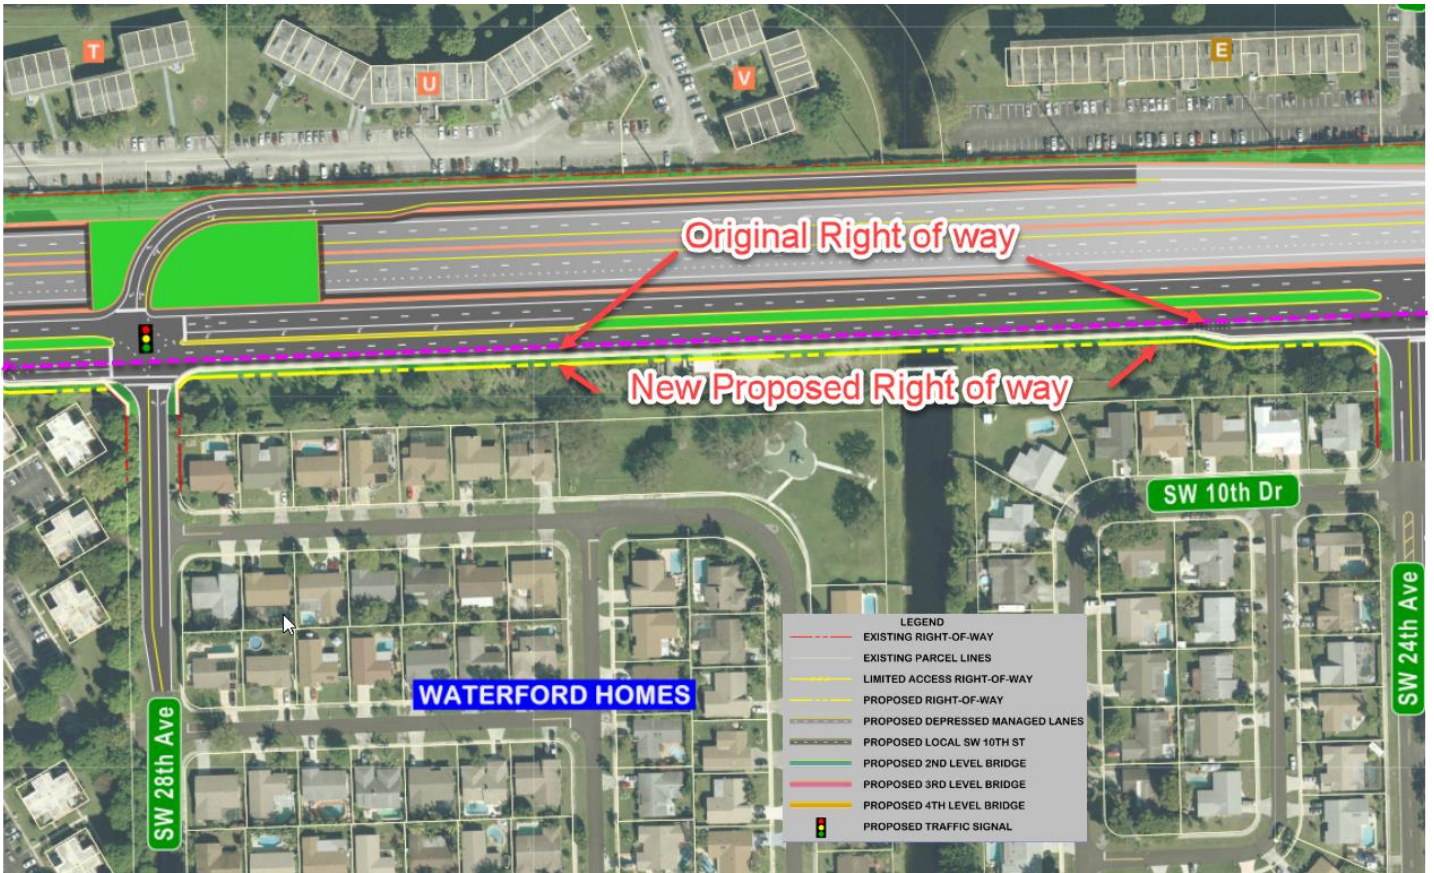 T
U
V
E
Original Right of way
New Proposed Right of way
SW 10th Dr
SW 24th Ave
WATERFORD HOMES
SW 28th Ave
LEGEND
EXISTING RIGHT-OF-WAY
EXISTING PARCEL LINES
LIMITED ACCESS RIGHT-OF-WAY
PROPOSED RIGHT-OF-WAY
PROPOSED DEPRESSED MANAGED LANES
PROPOSED LOCAL SW 10TH ST
PROPOSED 2ND LEVEL BRIDGE
PROPOSED 3RD LEVEL BRIDGE
PROPOSED 4TH LEVEL BRIDGE
PROPOSED TRAFFIC SIGNAL